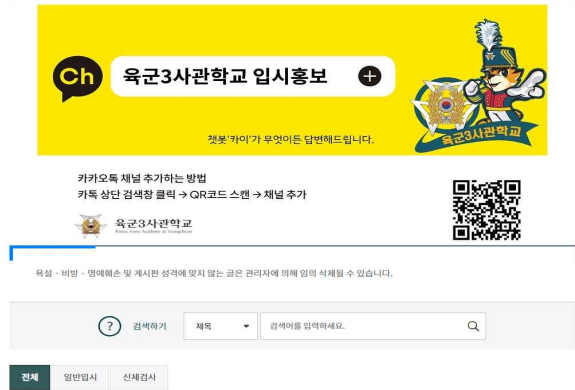 Ch 육군3사관학교 입시홍보
육군3사관학교
챗봇'카이'가 무엇이든 답변해드립니다.
카카오톡 채널 추가하는 방법
카톡 상단 검색창 클릭 → QR코드 스캔 → 채널 추가
육군3사관학교
Korea Army Academy at Yeongcheon
욕설 · 비방 · 명예훼손 및 게시판 성격에 맞지 않는 글은 관리자에 의해 임의 삭제될 수 있습니다.
? 검색하기 제목 검색어를 입력하세요.
전체 일반입시 신체검사